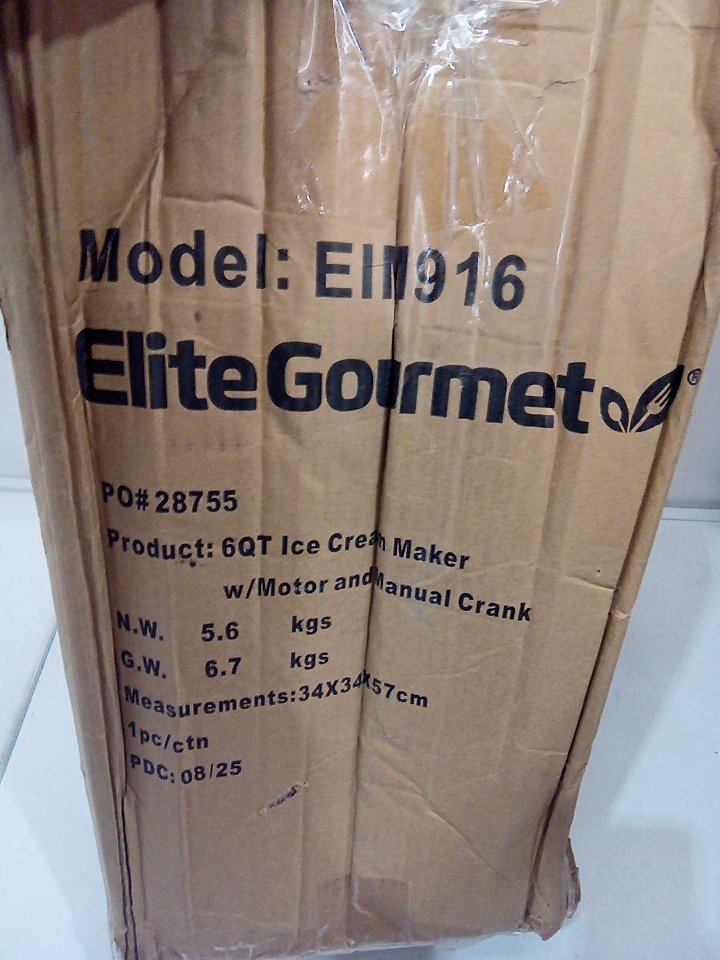 Model: EIM916
Elite Gourmet®
PO# 28755
Product: 6QT Ice Cream Maker
w/Motor and Manual Crank
N.W. 5.6 kgs
G.W. 6.7 kgs
Measurements:34X34X57cm
1pc/ctn
PDC: 08/25